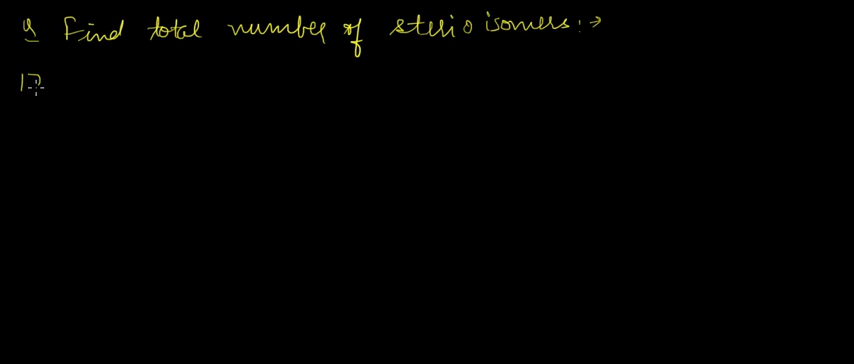 Q Find total number of sterio isomers :→
1)